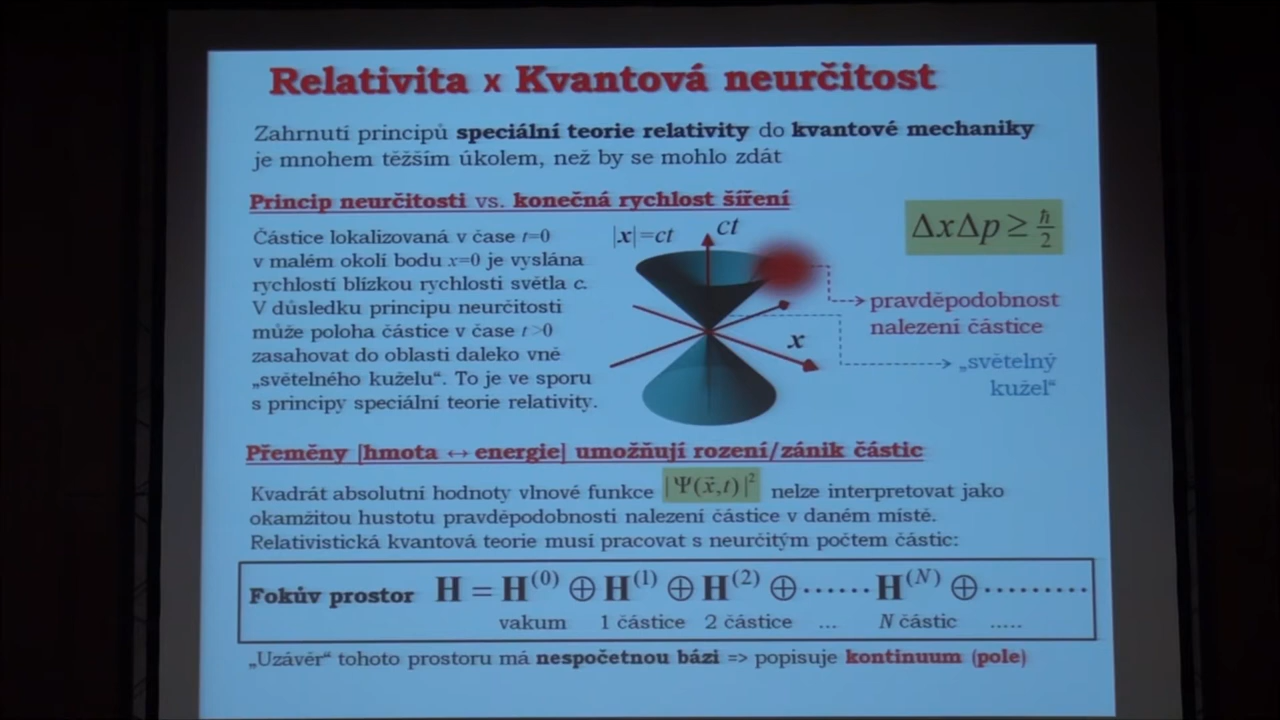 Relativita x Kvantová neurčitost
Zahrnutí principů speciální teorie relativity do kvantové mechaniky
je mnohem těžším úkolem, než by se mohlo zdát
Princip neurčitosti vs. konečná rychlost šíření
Částice lokalizovaná v čase t=0
v malém okolí bodu x=0 je vyslána
rychlostí blízkou rychlosti světla c.
V důsledku principu neurčitosti
může poloha částice v čase t>0
zasahovat do oblasti daleko vně
„světelného kuželu“. To je ve sporu
s principy speciální teorie relativity.
|x|=ct
ct
x
ΔxΔp ≥ ħ/2
pravděpodobnost
nalezení částice
„světelný
kužel“
Přeměny [hmota ↔ energie] umožňují rození/zánik částic
Kvadrát absolutní hodnoty vlnové funkce |Ψ(x⃗,t)|² nelze interpretovat jako
okamžitou hustotu pravděpodobnosti nalezení částice v daném místě.
Relativistická kvantová teorie musí pracovat s neurčitým počtem částic:
Fokův prostor H = H⁽⁰⁾ ⊕ H⁽¹⁾ ⊕ H⁽²⁾ ⊕ ...... H⁽ᴺ⁾ ⊕ .........
vakum 1 částice 2 částice ... N částic .....
„Uzávěr“ tohoto prostoru má nespočetnou bázi => popisuje kontinuum (pole)